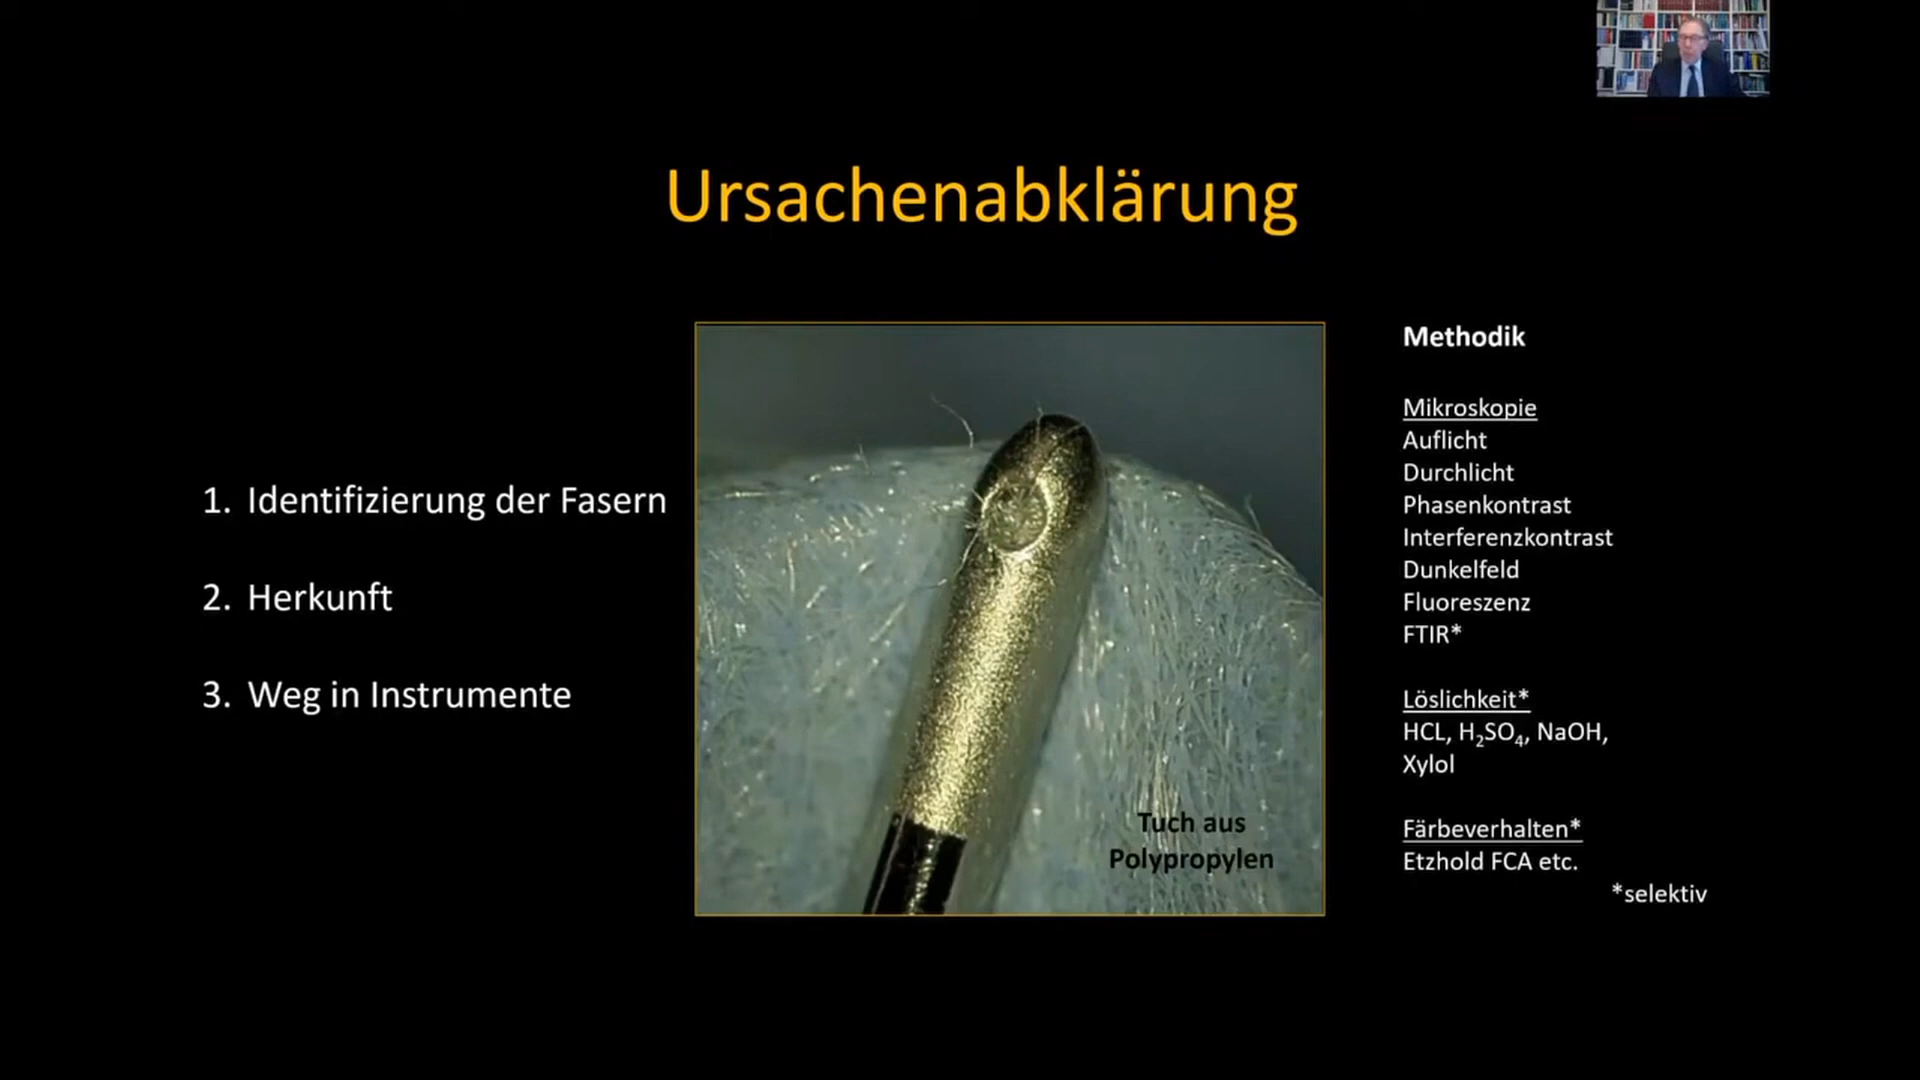 Ursachenabklärung
1. Identifizierung der Fasern
2. Herkunft
3. Weg in Instrumente
Tuch aus
Polypropylen
Methodik
Mikroskopie
Auflicht
Durchlicht
Phasenkontrast
Interferenzkontrast
Dunkelfeld
Fluoreszenz
FTIR*
Löslichkeit*
HCL, H₂SO₄, NaOH,
Xylol
Färbeverhalten*
Etzhold FCA etc.
*selektiv